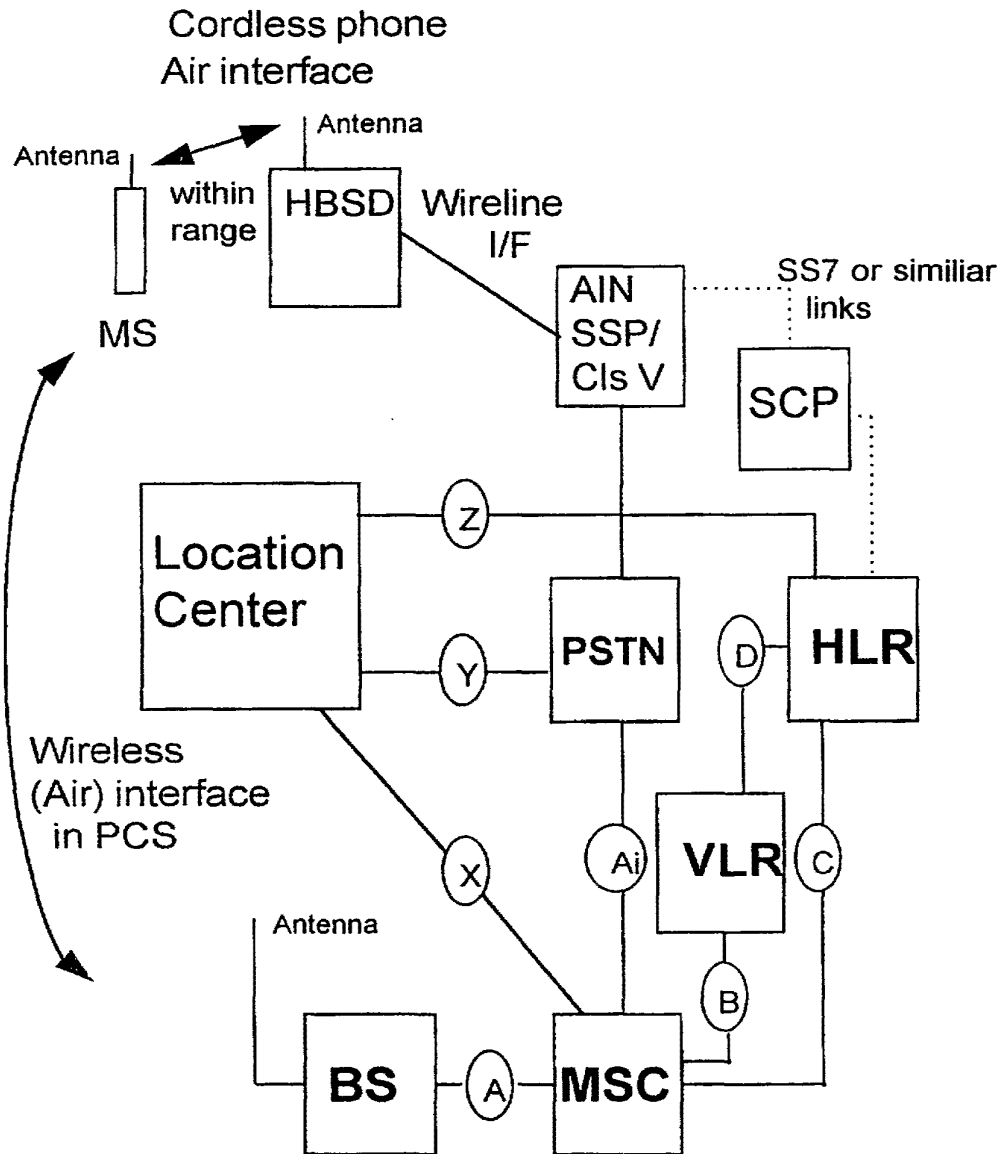 Cordless phone
Air interface
Antenna
Antenna
within
range
HBSD
Wireline
I/F
MS
AIN
SSP/
Cls V
SS7 or similiar
links
SCP
Z
Location
Center
PSTN
HLR
D
Y
Wireless
(Air) interface
in PCS
X
Ai
VLR
C
Antenna
B
BS
A
MSC